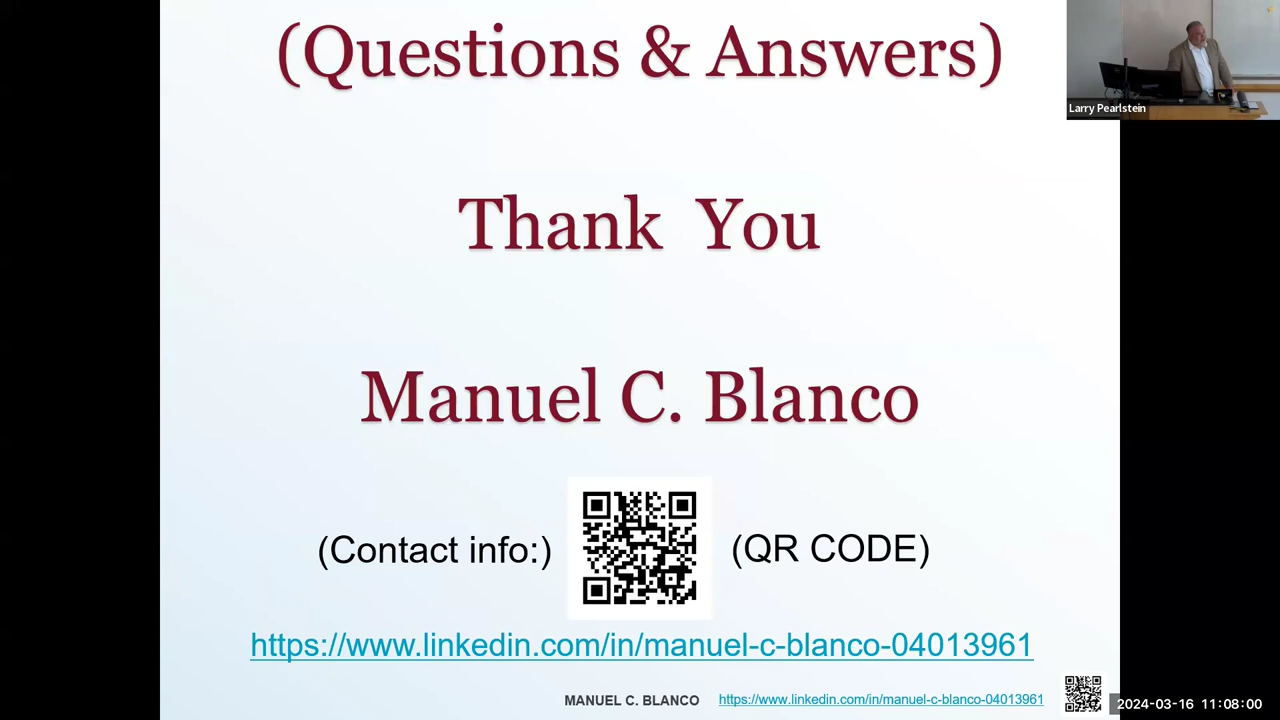 (Questions & Answers)
Larry Pearlstein
Thank You
Manuel C. Blanco
(Contact info:)
(QR CODE)
https://www.linkedin.com/in/manuel-c-blanco-04013961
MANUEL C. BLANCO
https://www.linkedin.com/in/manuel-c-blanco-04013961
2024-03-16 11:08:00